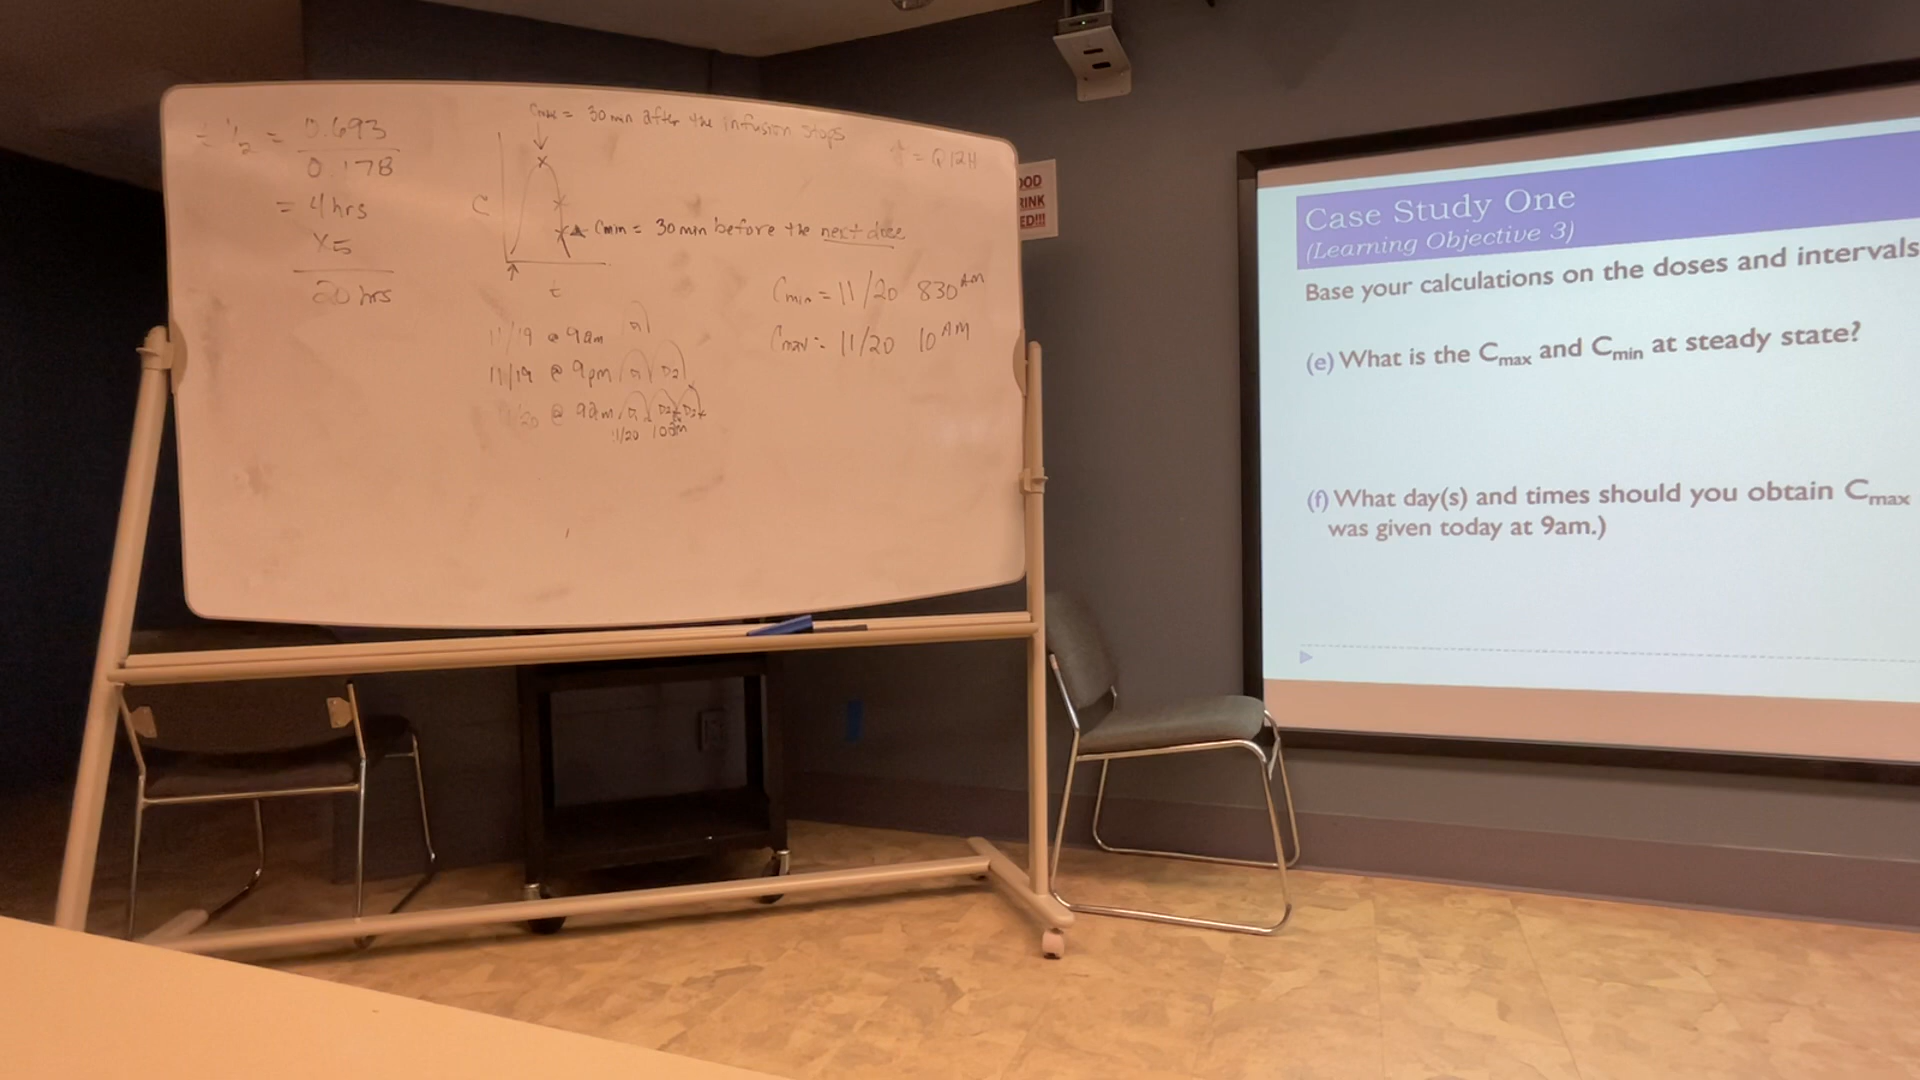 t 1/2 = 0.693
0.178
= 4 hrs
x5
20 hrs
Cmax = 30 min after the infusion stops
= Q 12H
C
Cmin = 30 min before the next dose
t
Cmin = 11/20 830 AM
Cmax = 11/20 10 AM
11/19 @ 9am
11/19 @ 9pm D2
/20 @ 9am
11/20 10am
OOD
RINK
ED!!!
Case Study One
(Learning Objective 3)
Base your calculations on the doses and intervals
(e) What is the Cmax and Cmin at steady state?
(f) What day(s) and times should you obtain Cmax
was given today at 9am.)